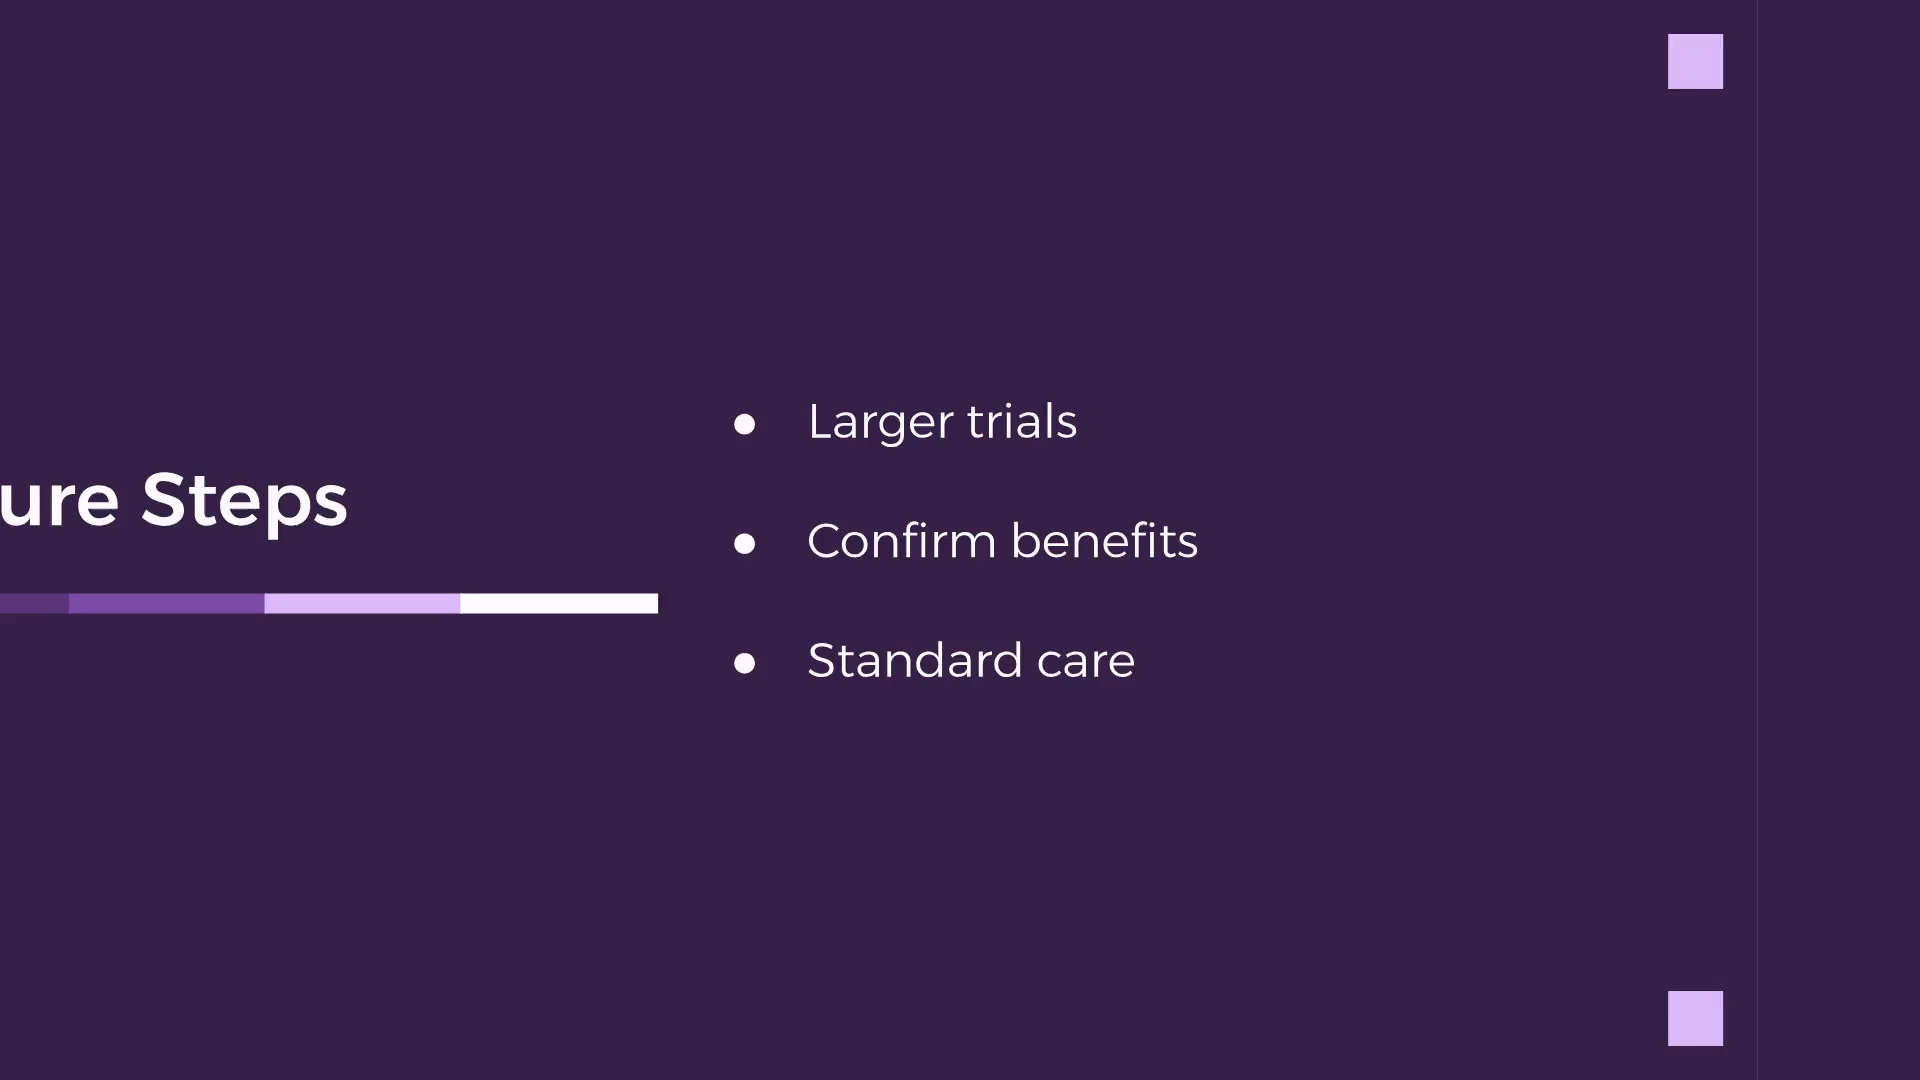 ure Steps
● Larger trials
● Confirm benefits
● Standard care